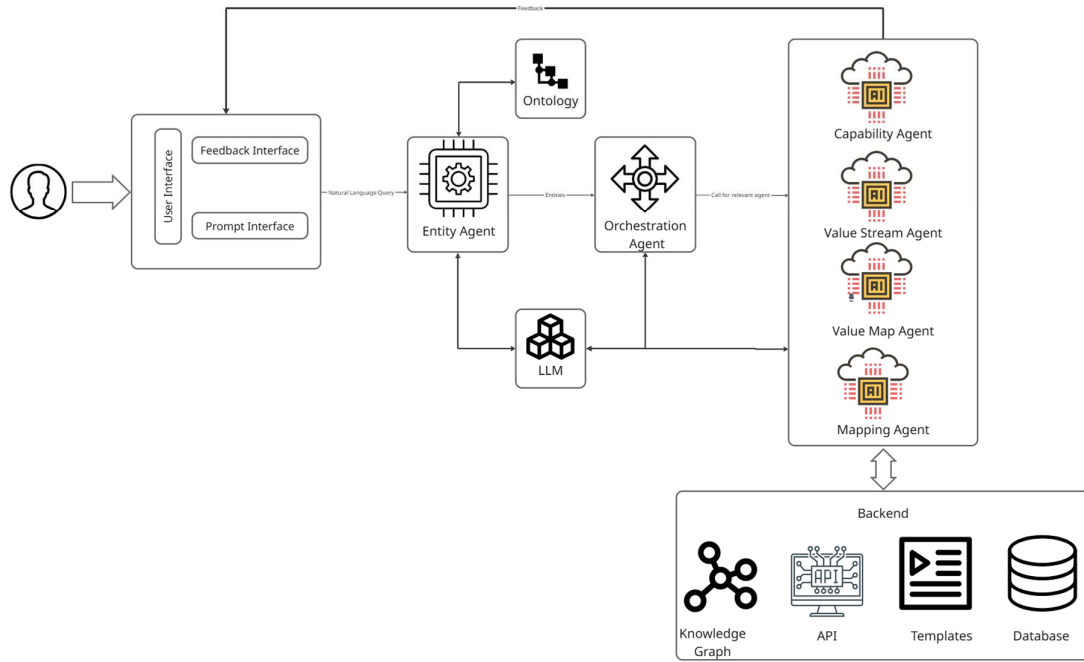 Feedback
Ontology
User Interface
Feedback Interface
Prompt Interface
Natural Language Query
Entity Agent
Entities
Orchestration
Agent
Call for relevant agent
LLM
AI
Capability Agent
AI
Value Stream Agent
AI
Value Map Agent
AI
Mapping Agent
Backend
Knowledge
Graph
API
API
Templates
Database